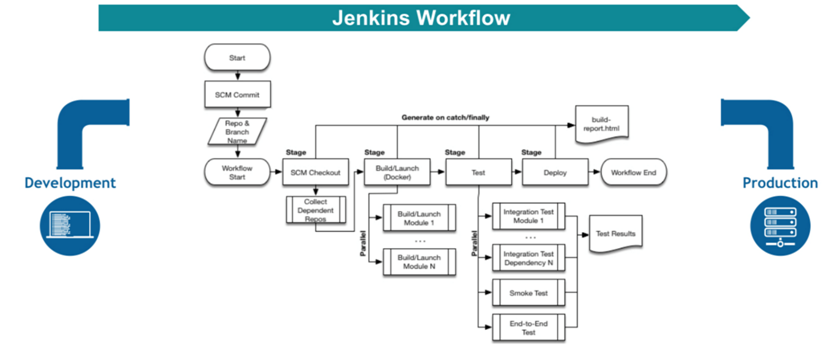 Jenkins Workflow
Start
SCM Commit
Repo &
Branch
Name
Workflow
Start
Generate on catch/finally
build-
report.html
Stage
SCM Checkout
Collect
Dependent
Repos
Stage
Build/Launch
(Docker)
Stage
Test
Stage
Deploy
Workflow End
Parallel
Build/Launch
Module 1
...
Build/Launch
Module N
Parallel
Integration Test
Module 1
...
Integration Test
Dependency N
Smoke Test
End-to-End
Test
Test Results
Development
Production